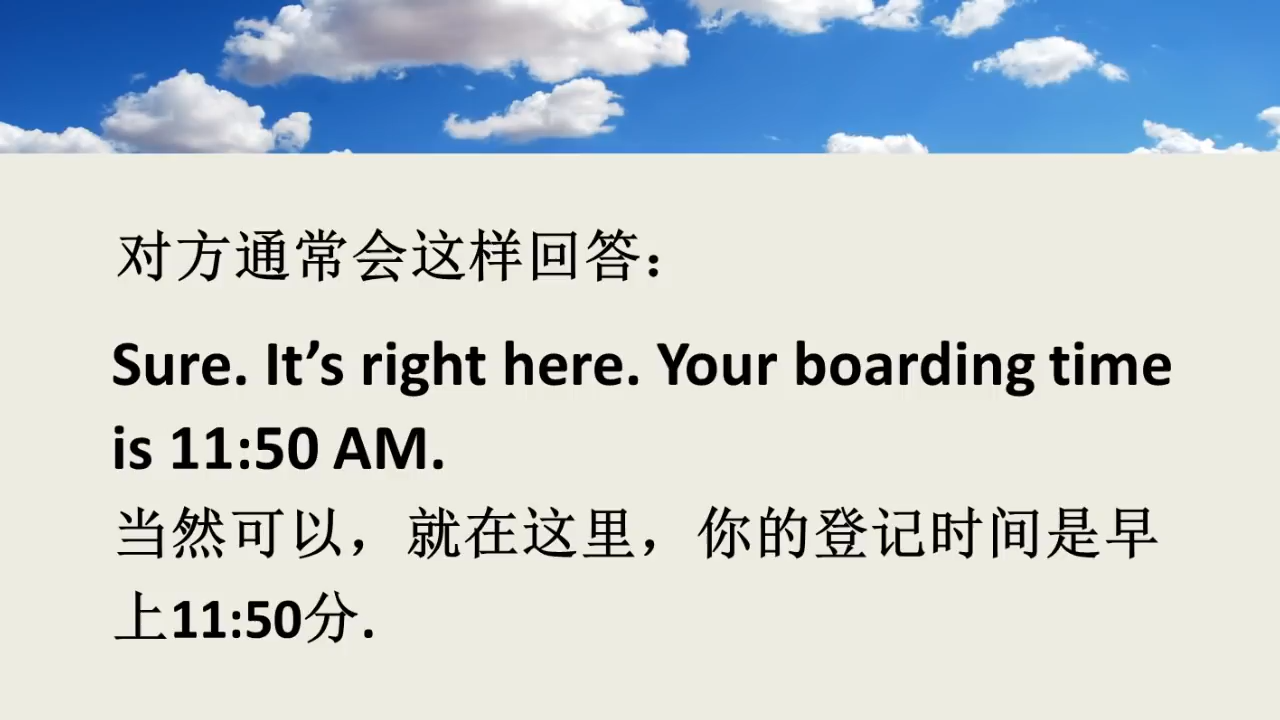 对方通常会这样回答：
Sure. It’s right here. Your boarding time
is 11:50 AM.
当然可以，就在这里，你的登记时间是早
上11:50分.